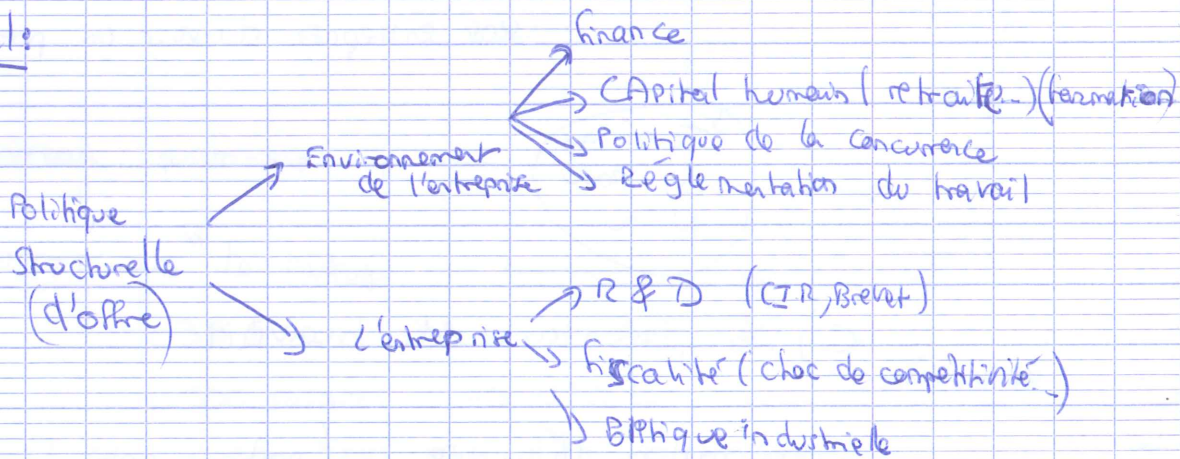 1:
Finance
Capital humain (retraite...) (formation)
Politique de la concurrence
Environnement
de l'entreprise
Réglementation du travail
Politique
Structurelle
(d'offre)
R & D (CIR, Brevet)
L'entreprise
Fiscalité (choc de compétitivité...)
industrielle